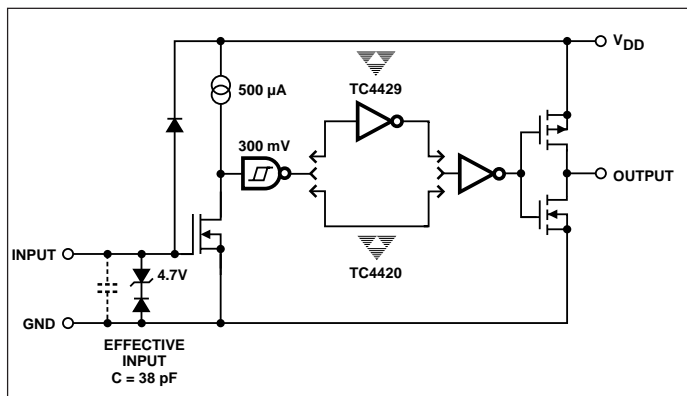 V_DD
TC4429
500 µA
300 mV
OUTPUT
INPUT
4.7V
TC4420
GND
EFFECTIVE
INPUT
C = 38 pF